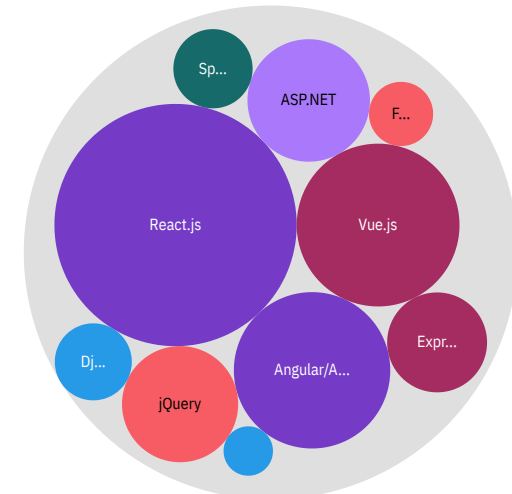 Sp...
ASP.NET
F...
React.js
Vue.js
Expr...
Dj...
Angular/A...
jQuery